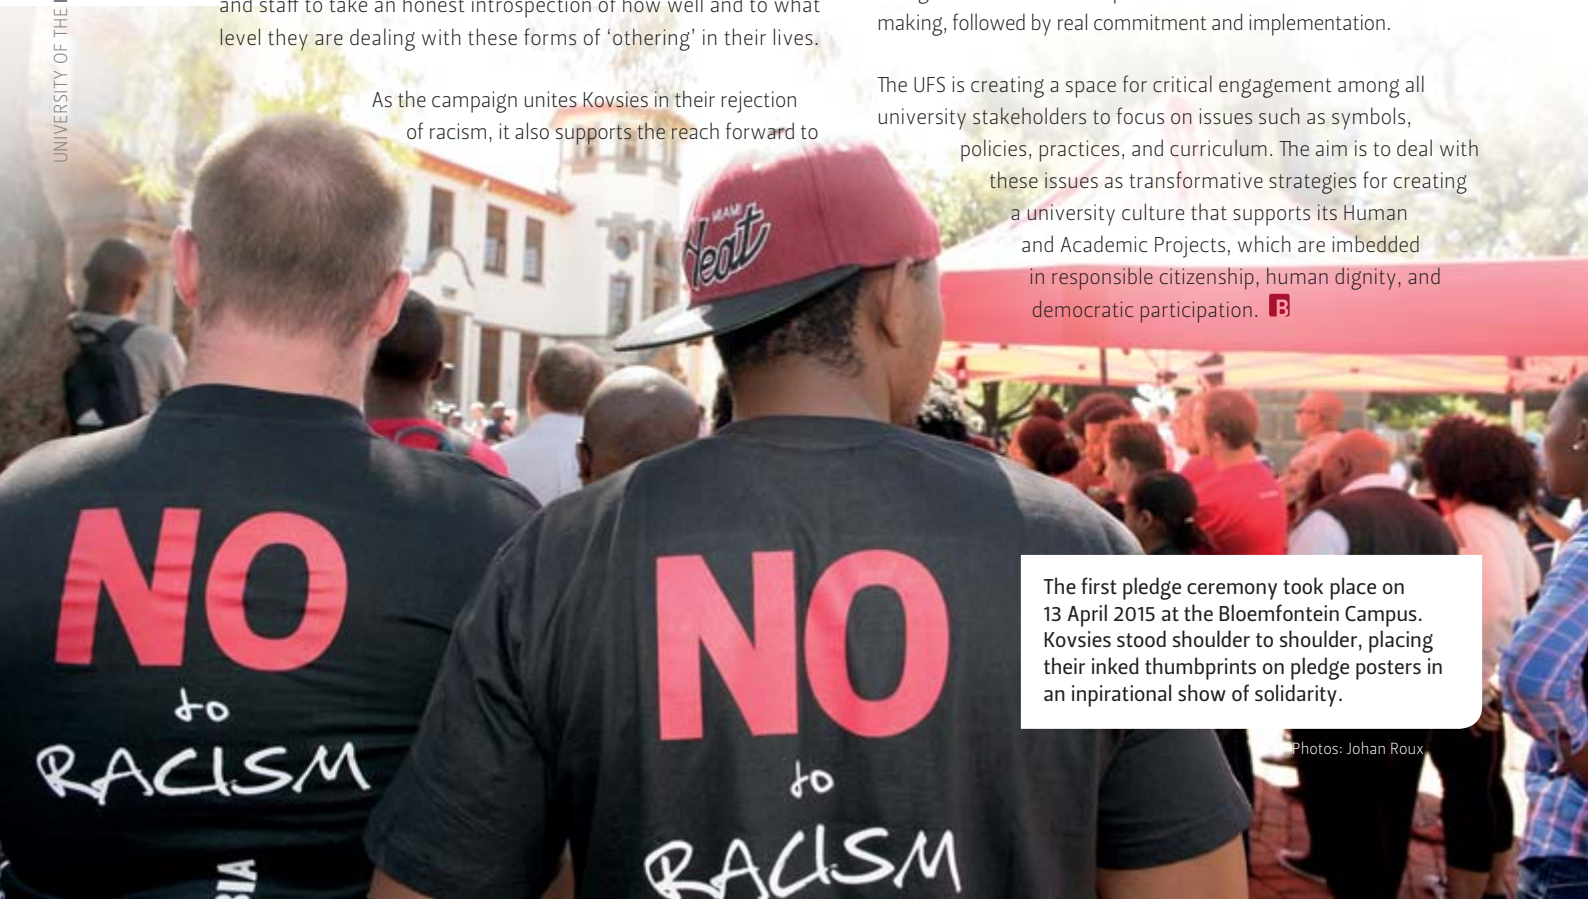 and staff to take an honest introspection of how well and to what
level they are dealing with these forms of ‘othering’ in their lives.
As the campaign unites Kovsies in their rejection
of racism, it also supports the reach forward to
making, followed by real commitment and implementation.
The UFS is creating a space for critical engagement among all
university stakeholders to focus on issues such as symbols,
policies, practices, and curriculum. The aim is to deal with
these issues as transformative strategies for creating
a university culture that supports its Human
and Academic Projects, which are imbedded
in responsible citizenship, human dignity, and
democratic participation. B
UNIVERSITY OF THE
MIAMI
Heat
NO
to
RACISM
BIA
NO
to
RACISM
The first pledge ceremony took place on
13 April 2015 at the Bloemfontein Campus.
Kovsies stood shoulder to shoulder, placing
their inked thumbprints on pledge posters in
an inpirational show of solidarity.
Photos: Johan Roux